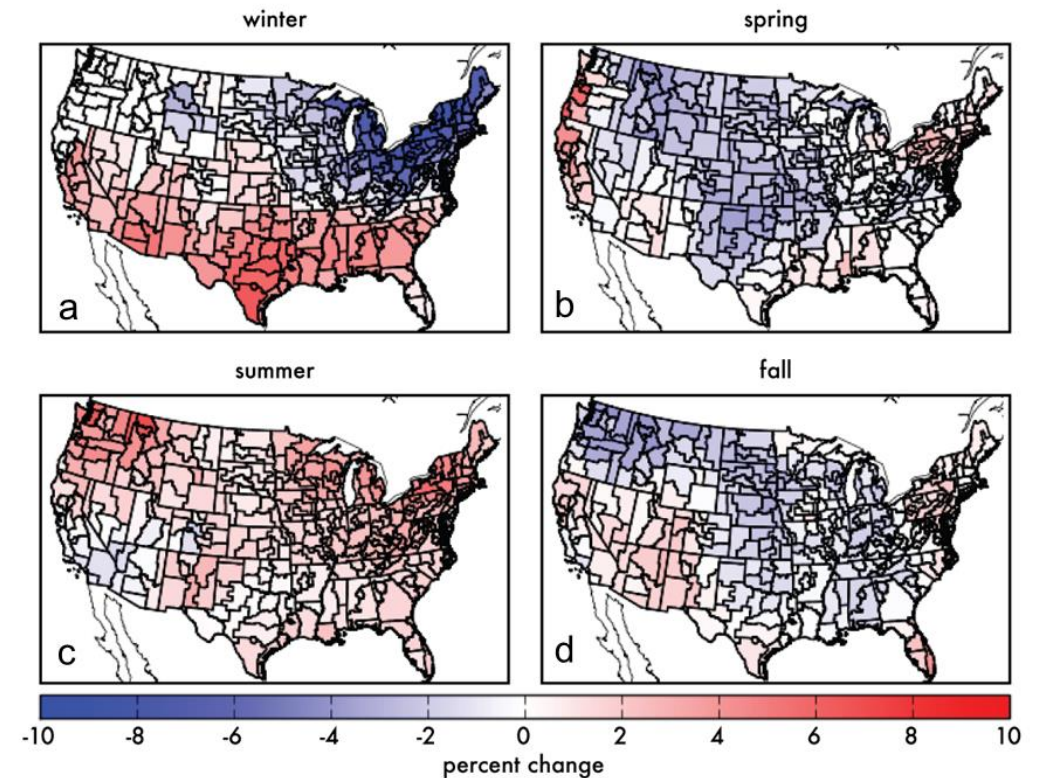 winter
spring
a
b
summer
fall
c
d
-10 -8 -6 -4 -2 0 2 4 6 8 10
percent change